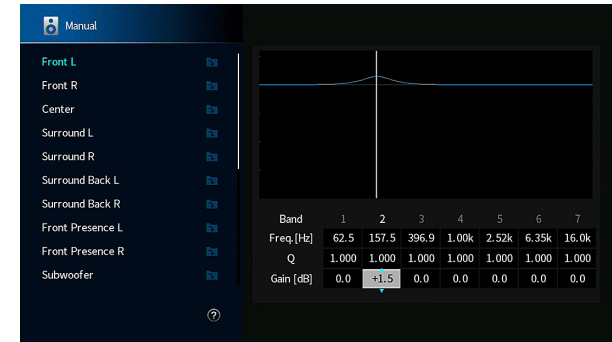 Manual
Front L
Front R
Center
Surround L
Surround R
Surround Back L
Surround Back R
Front Presence L
Front Presence R
Subwoofer
?
Band 1 2 3 4 5 6 7
Freq.[Hz] 62.5 157.5 396.9 1.00k 2.52k 6.35k 16.0k
Q 1.000 1.000 1.000 1.000 1.000 1.000 1.000
Gain [dB] 0.0 +1.5 0.0 0.0 0.0 0.0 0.0